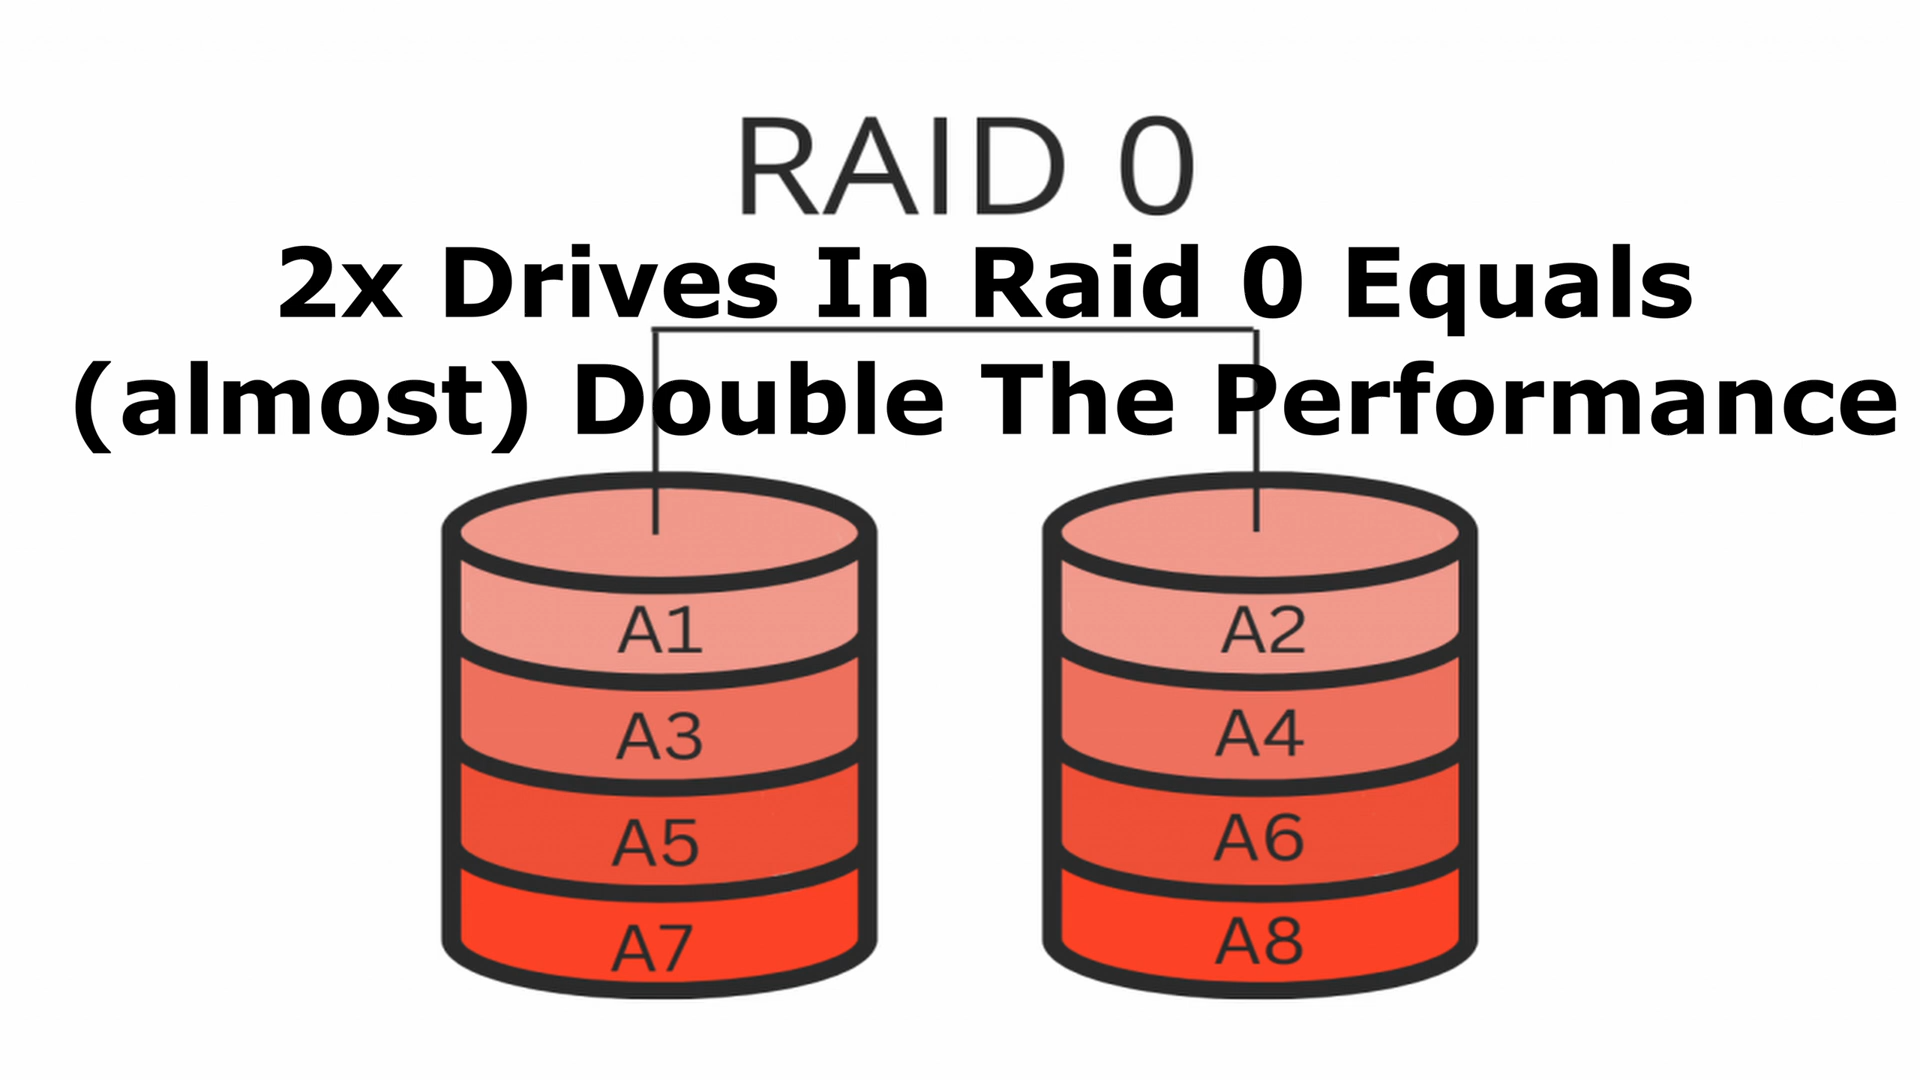 RAID 0
2x Drives In Raid 0 Equals
(almost) Double The Performance
A1 A2
A3 A4
A5 A6
A7 A8